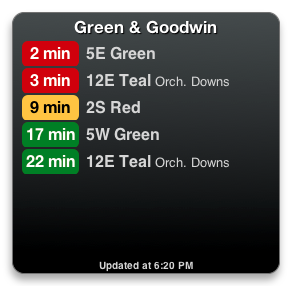 Green & Goodwin
2 min 5E Green
3 min 12E Teal Orch. Downs
9 min 2S Red
17 min 5W Green
22 min 12E Teal Orch. Downs
Updated at 6:20 PM